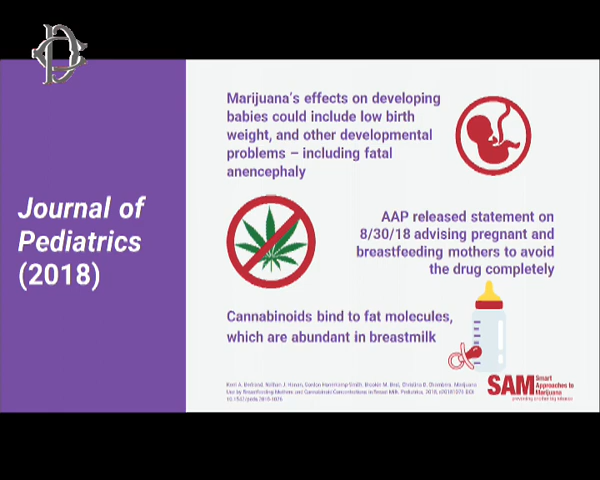 Journal of
Pediatrics
(2018)
Marijuana's effects on developing
babies could include low birth
weight, and other developmental
problems – including fatal
anencephaly
AAP released statement on
8/30/18 advising pregnant and
breastfeeding mothers to avoid
the drug completely
Cannabinoids bind to fat molecules,
which are abundant in breastmilk
SAM
Smart
Approaches to
Marijuana